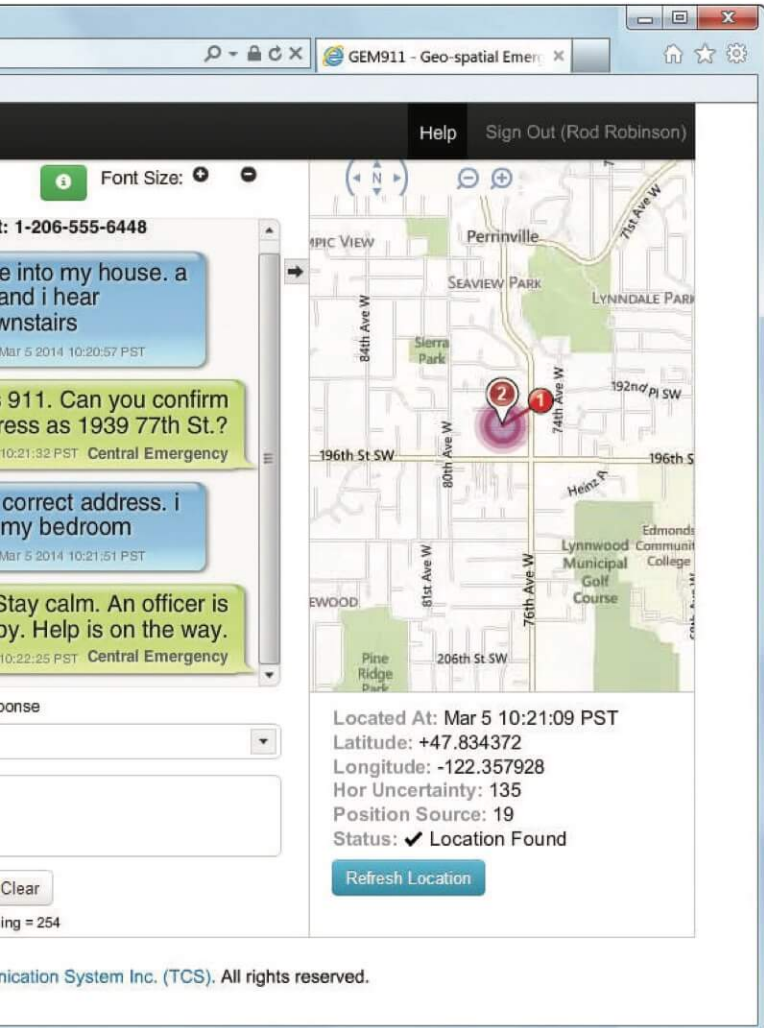 GEM911 - Geo-spatial Emer
Help Sign Out (Rod Robinson)
Font Size:
t: 1-206-555-6448
e into my house. a
and i hear
wnstairs
Mar 5 2014 10:20:57 PST
s 911. Can you confirm
ress as 1939 77th St.?
10:21:32 PST Central Emergency
correct address. i
my bedroom
Mar 5 2014 10:21:51 PST
Stay calm. An officer is
by. Help is on the way.
10:22:25 PST Central Emergency
ponse
Clear
ing = 254
N
71st Ave W
MPIC VIEW
Perrinville
SEAVIEW PARK
LYNNDALE PARK
84th Ave W
Sierra
Park
2
1
74th Ave W
192nd Pl SW
196th St SW
80th Ave W
196th S
Heinz
Edmonds
Communit
College
Lynnwood
Municipal
Golf
Course
81st Ave W
76th Ave W
EWOOD
Pine
Ridge
Park
206th St SW
Located At: Mar 5 10:21:09 PST
Latitude: +47.834372
Longitude: -122.357928
Hor Uncertainty: 135
Position Source: 19
Status: ✔ Location Found
Refresh Location
nication System Inc. (TCS). All rights reserved.